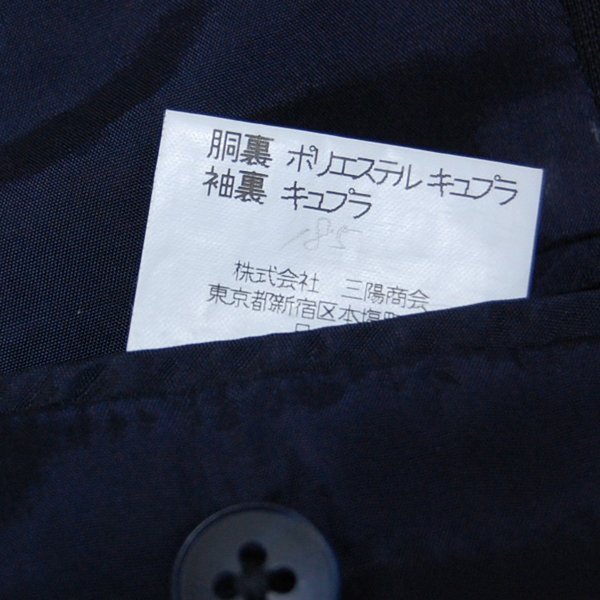 胴裏 ポリエステル キュプラ
袖裏 キュプラ
185
株式会社 三陽商会
東京都新宿区本塩町